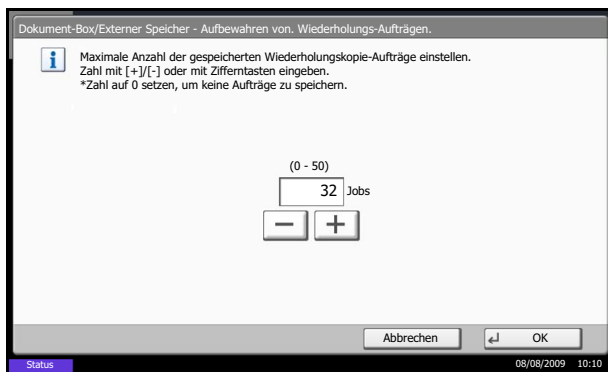 Dokument-Box/Externer Speicher - Aufbewahren von. Wiederholungs-Aufträgen.
Maximale Anzahl der gespeicherten Wiederholungskopie-Aufträge einstellen.
Zahl mit [+]/[-] oder mit Zifferntasten eingeben.
*Zahl auf 0 setzen, um keine Aufträge zu speichern.
(0 - 50)
32 Jobs
Abbrechen OK
Status 08/08/2009 10:10